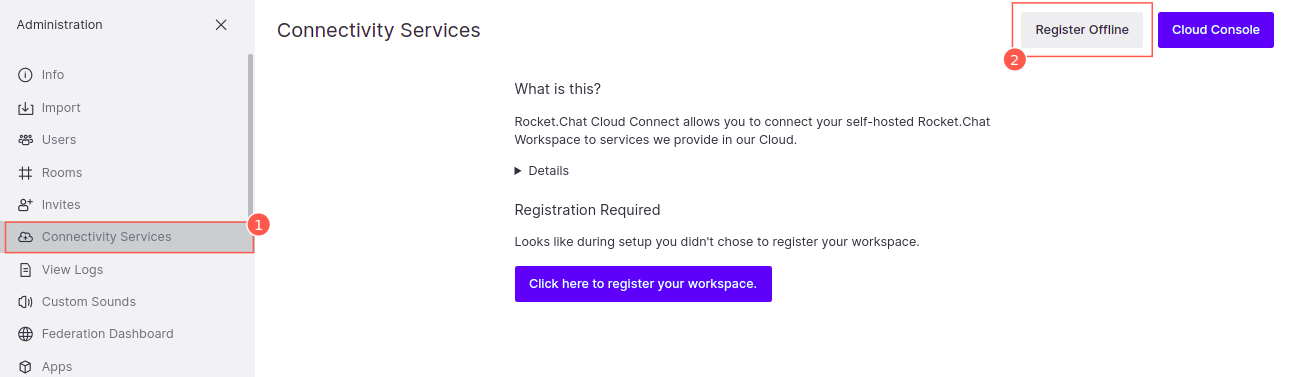 Administration
Info
Import
Users
Rooms
Invites
Connectivity Services
1
View Logs
Custom Sounds
Federation Dashboard
Apps
Connectivity Services
Register Offline
2
Cloud Console
What is this?
Rocket.Chat Cloud Connect allows you to connect your self-hosted Rocket.Chat
Workspace to services we provide in our Cloud.
Details
Registration Required
Looks like during setup you didn't chose to register your workspace.
Click here to register your workspace.